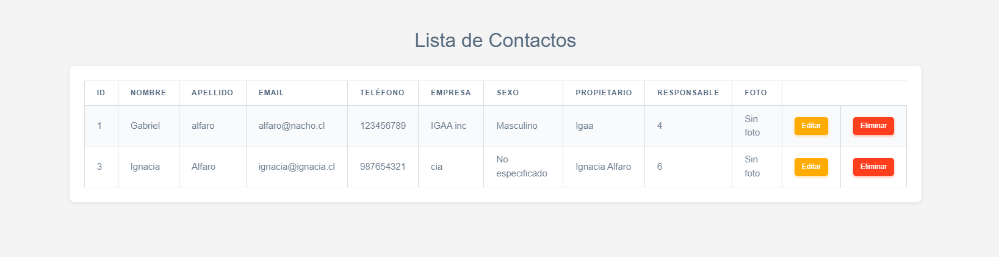 Lista de Contactos
ID NOMBRE APELLIDO EMAIL TELÉFONO EMPRESA SEXO PROPIETARIO RESPONSABLE FOTO
1 Gabriel alfaro alfaro@nacho.cl 123456789 IGAA inc Masculino Igaa 4 Sin foto Editar Eliminar
3 Ignacia Alfaro ignacia@ignacia.cl 987654321 cia No especificado Ignacia Alfaro 6 Sin foto Editar Eliminar